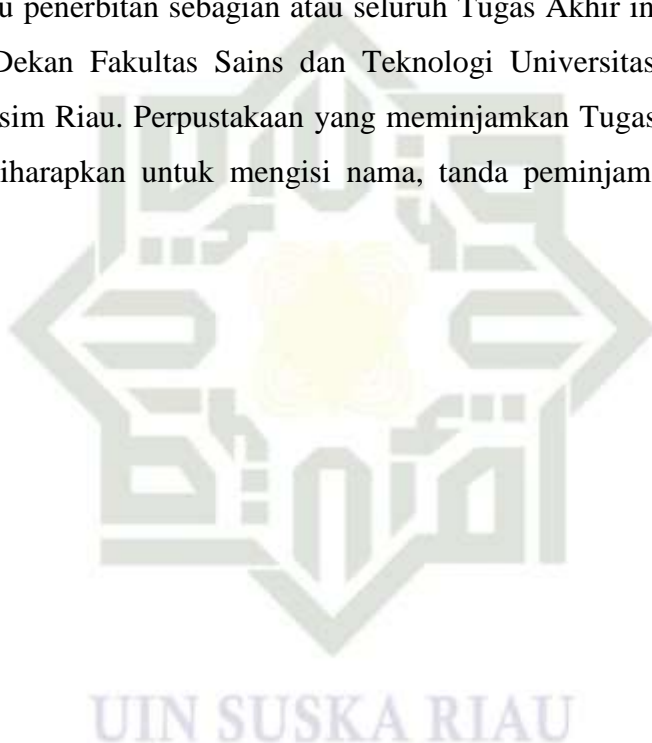 u penerbitan sebagian atau seluruh Tugas Akhir in
Dekan Fakultas Sains dan Teknologi Universitas
sim Riau. Perpustakaan yang meminjamkan Tugas
iharapkan untuk mengisi nama, tanda peminjam
UIN SUSKA RIAU